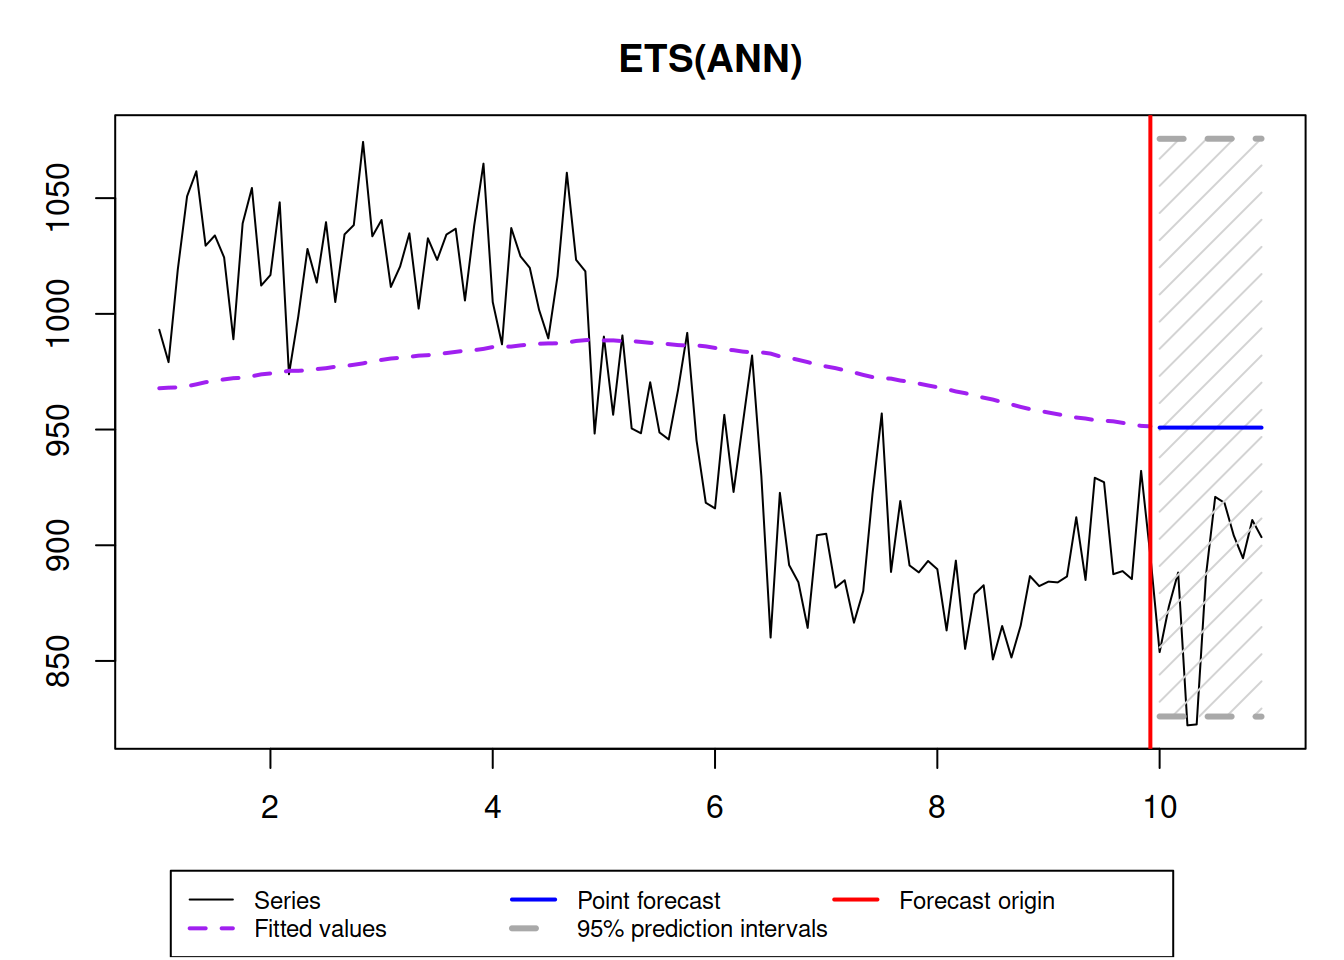 ETS(ANN)
1050
1000
950
900
850
2 4 6 8 10
Series Point forecast Forecast origin
Fitted values 95% prediction intervals